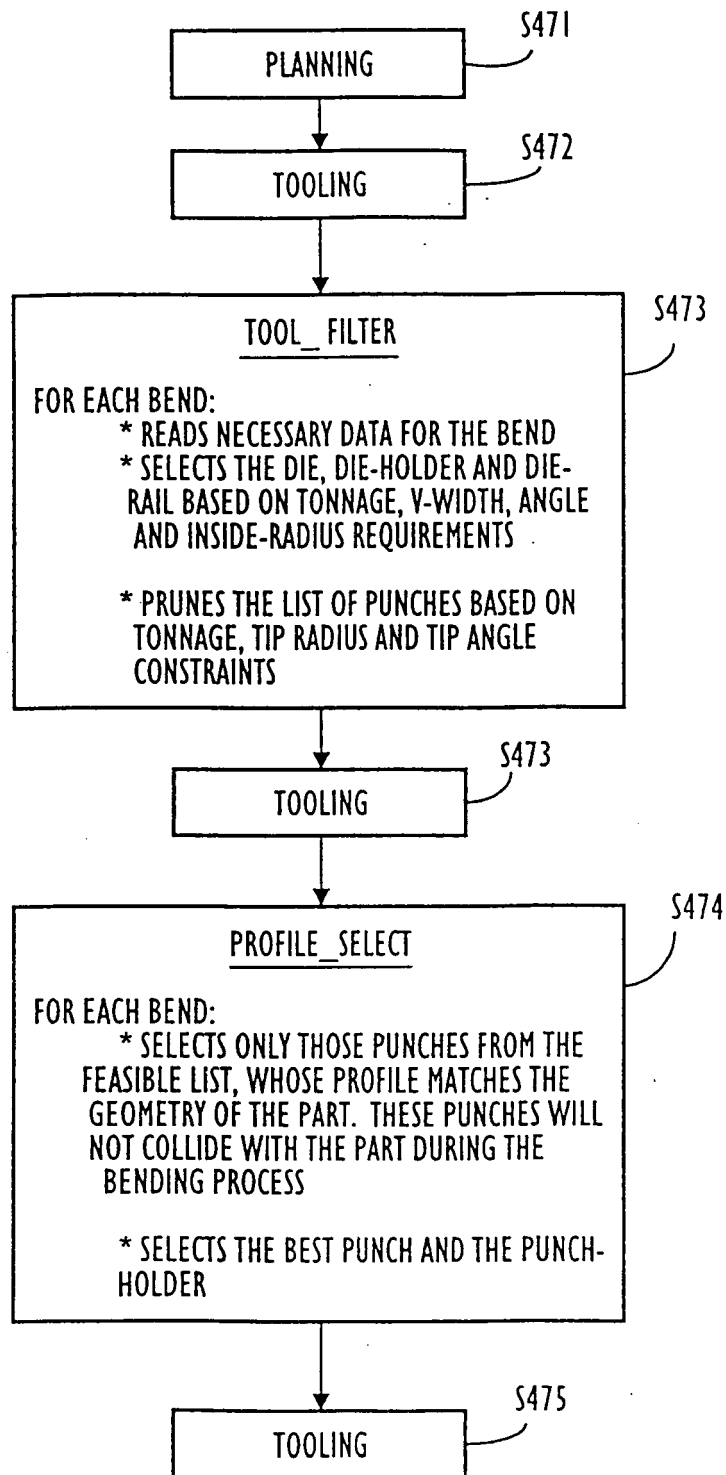 S471
PLANNING
S472
TOOLING
S473
TOOL_ FILTER
FOR EACH BEND:
* READS NECESSARY DATA FOR THE BEND
* SELECTS THE DIE, DIE-HOLDER AND DIE-
RAIL BASED ON TONNAGE, V-WIDTH, ANGLE
AND INSIDE-RADIUS REQUIREMENTS
* PRUNES THE LIST OF PUNCHES BASED ON
TONNAGE, TIP RADIUS AND TIP ANGLE
CONSTRAINTS
S473
TOOLING
S474
PROFILE_SELECT
FOR EACH BEND:
* SELECTS ONLY THOSE PUNCHES FROM THE
FEASIBLE LIST, WHOSE PROFILE MATCHES THE
GEOMETRY OF THE PART. THESE PUNCHES WILL
NOT COLLIDE WITH THE PART DURING THE
BENDING PROCESS
* SELECTS THE BEST PUNCH AND THE PUNCH-
HOLDER
S475
TOOLING